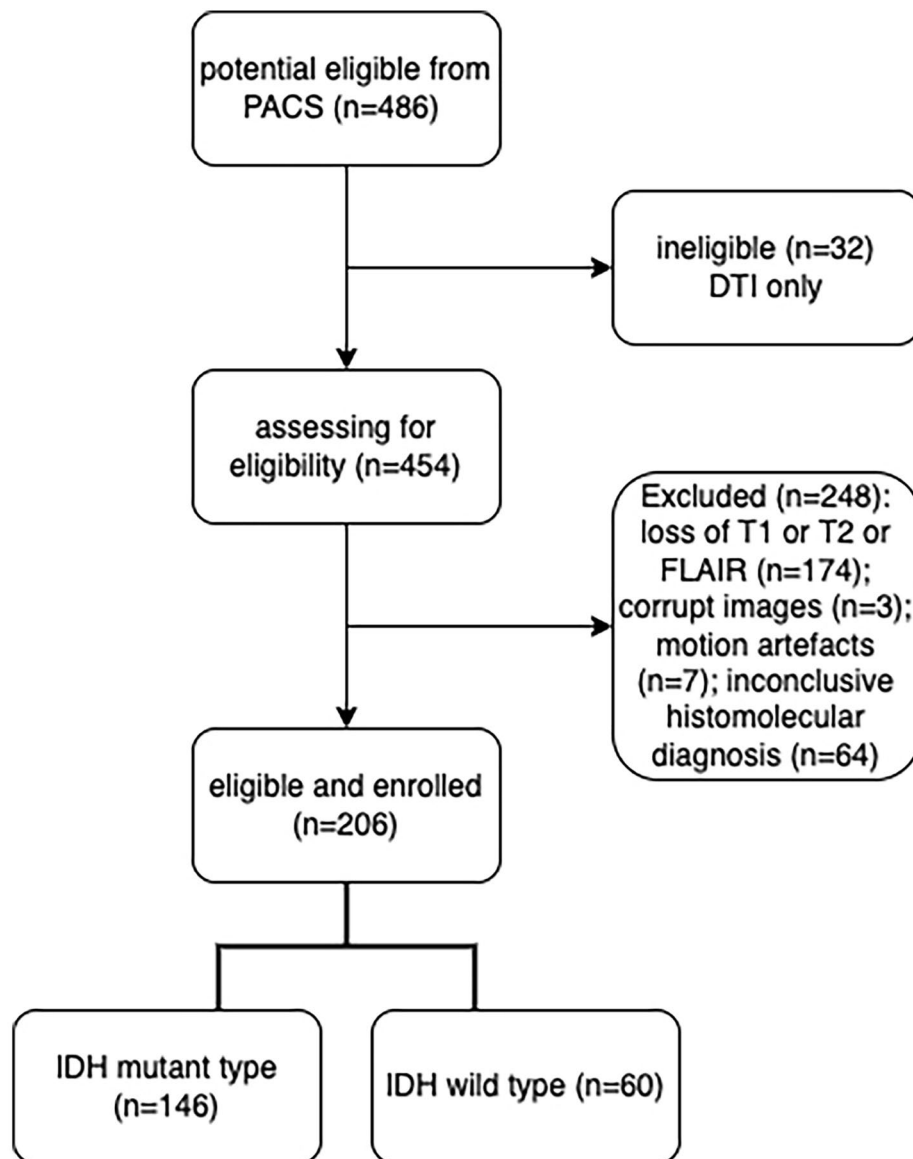 potential eligible from
PACS (n=486)
ineligible (n=32)
DTI only
assessing for
eligibility (n=454)
Excluded (n=248):
loss of T1 or T2 or
FLAIR (n=174);
corrupt images (n=3);
motion artefacts
(n=7); inconclusive
histomolecular
diagnosis (n=64)
eligible and enrolled
(n=206)
IDH mutant type
(n=146)
IDH wild type (n=60)